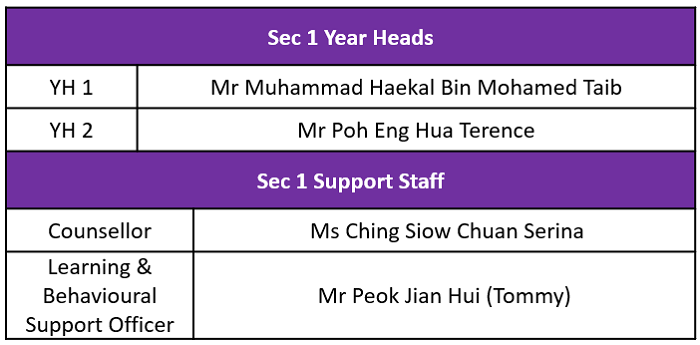 Sec 1 Year Heads
YH 1 Mr Muhammad Haekal Bin Mohamed Taib
YH 2 Mr Poh Eng Hua Terence
Sec 1 Support Staff
Counsellor Ms Ching Siow Chuan Serina
Learning &
Behavioural
Support Officer
Mr Peok Jian Hui (Tommy)